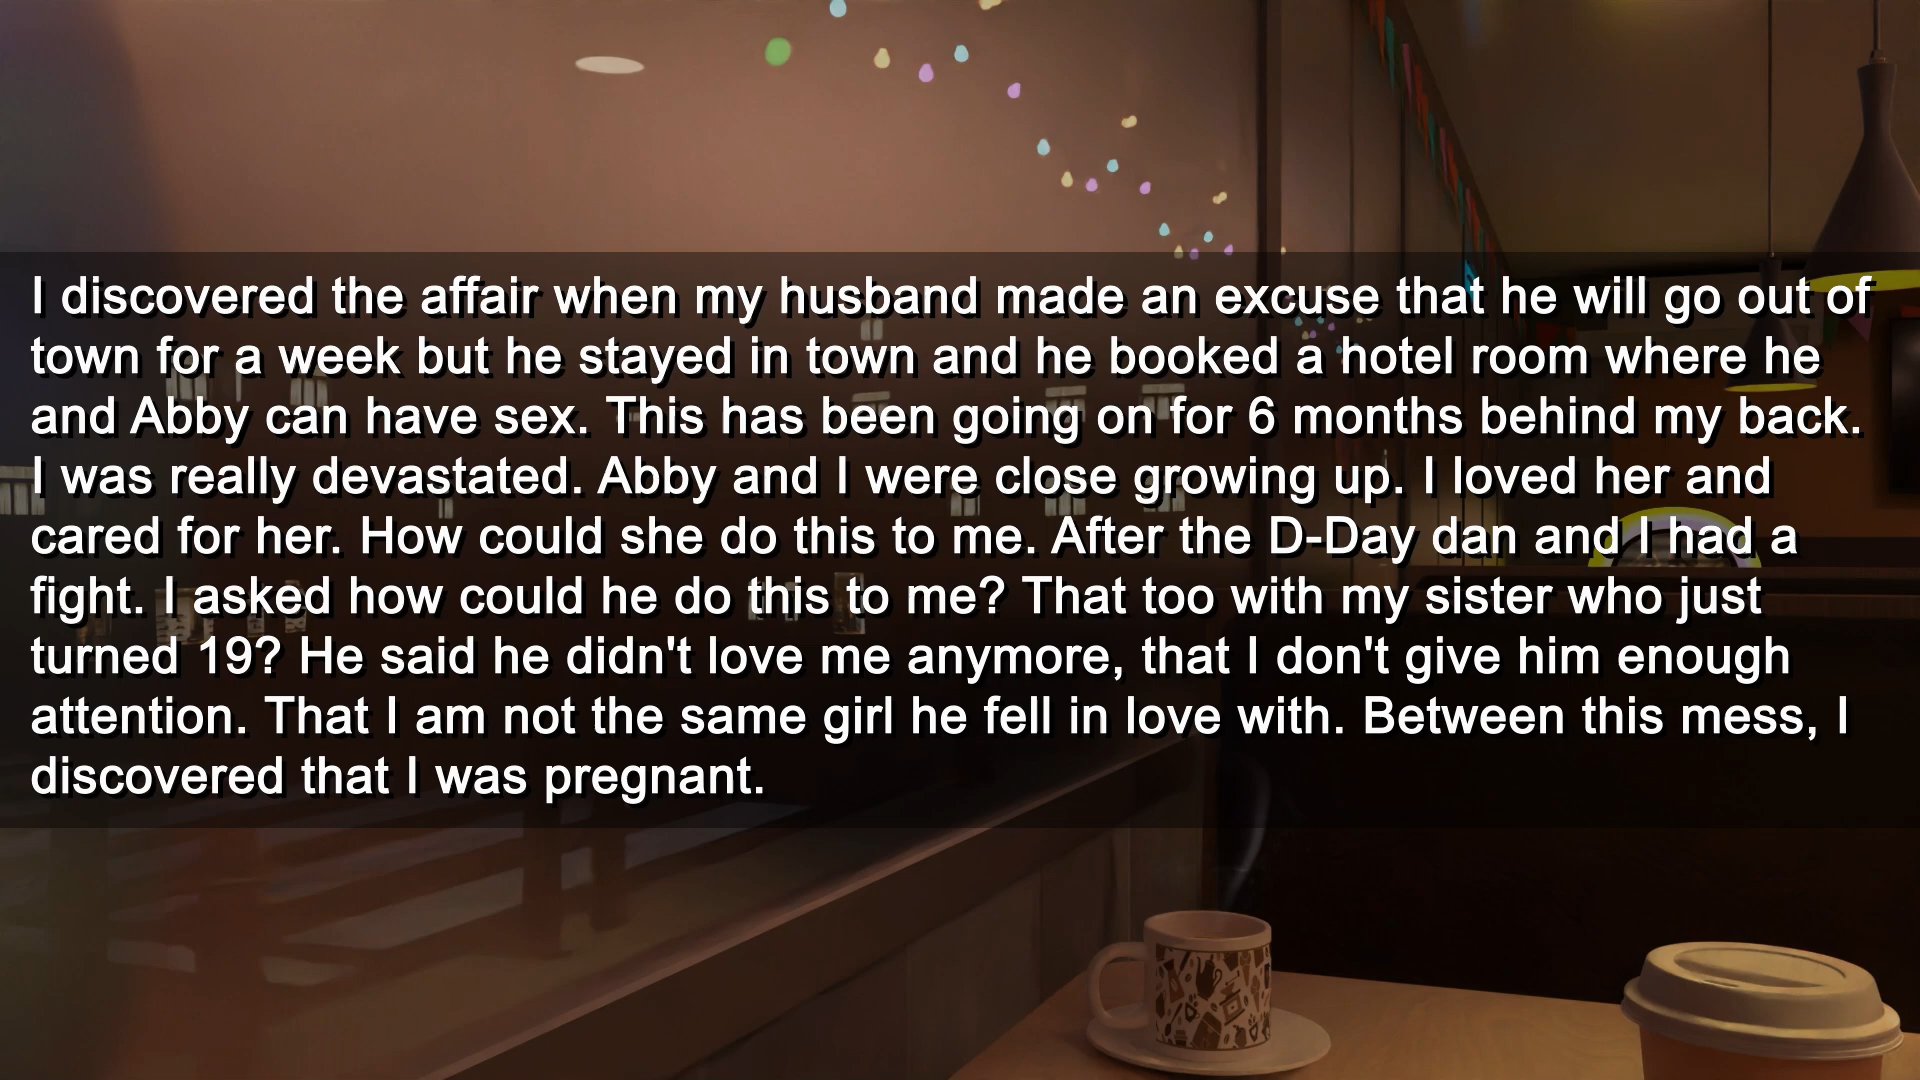 I discovered the affair when my husband made an excuse that he will go out of
town for a week but he stayed in town and he booked a hotel room where he
and Abby can have sex. This has been going on for 6 months behind my back.
I was really devastated. Abby and I were close growing up. I loved her and
cared for her. How could she do this to me. After the D-Day dan and I had a
fight. I asked how could he do this to me? That too with my sister who just
turned 19? He said he didn't love me anymore, that I don't give him enough
attention. That I am not the same girl he fell in love with. Between this mess, I
discovered that I was pregnant.